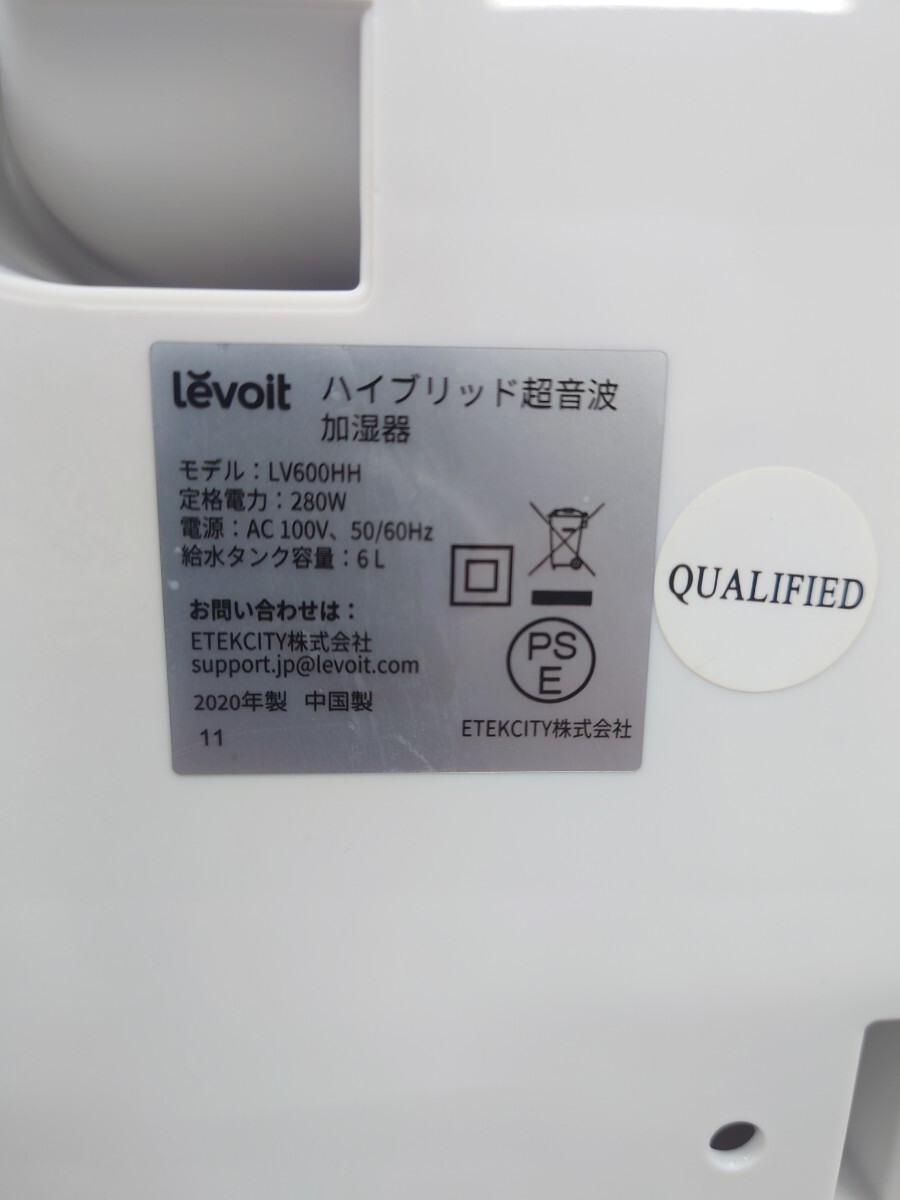 levoit ハイブリッド超音波
加湿器
モデル：LV600HH
定格電力：280W
電源：AC 100V、50/60Hz
給水タンク容量：6 L
お問い合わせは：
ETEKCITY株式会社
support.jp@levoit.com
2020年製 中国製
11
PS
E
ETEKCITY株式会社
QUALIFIED